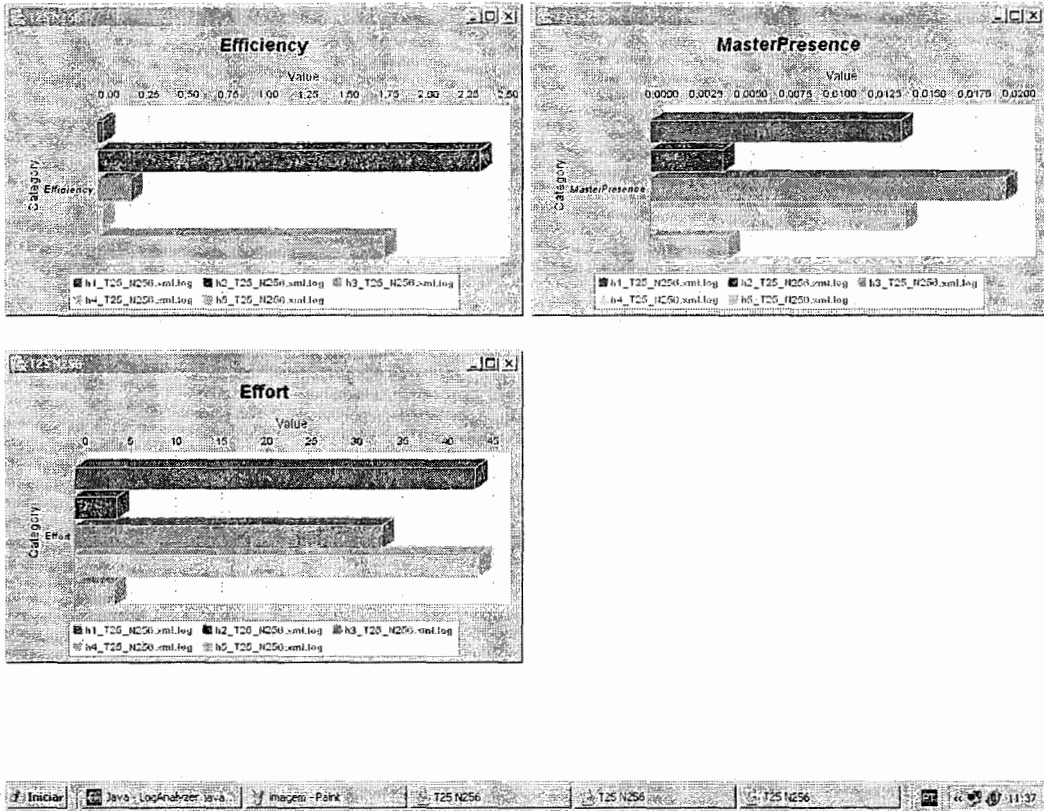 Efficiency
Value
0.00 0.25 0.50 0.75 1.00 1.25 1.50 1.75 2.00 2.25 2.50
Category
Efficiency
h1_T25_N256.xml.log h2_T25_N256.xml.log h3_T25_N256.xml.log
h4_T25_N256.xml.log h5_T25_N256.xml.log
MasterPresence
Value
0.0000 0.0025 0.0050 0.0075 0.0100 0.0125 0.0150 0.0175 0.0200
Category
MasterPresence
h1_T25_N256.xml.log h2_T25_N256.xml.log h3_T25_N256.xml.log
h4_T25_N256.xml.log h5_T25_N256.xml.log
T25 N256
Effort
Value
0 5 10 15 20 25 30 35 40 45
Category
Effort
h1_T25_N256.xml.log h2_T25_N256.xml.log h3_T25_N256.xml.log
h4_T25_N256.xml.log h5_T25_N256.xml.log
Iniciar Java - LogAnalyzer.java... imagem - Paint T25 N256 T25 N256 T25 N256 PT 11:37